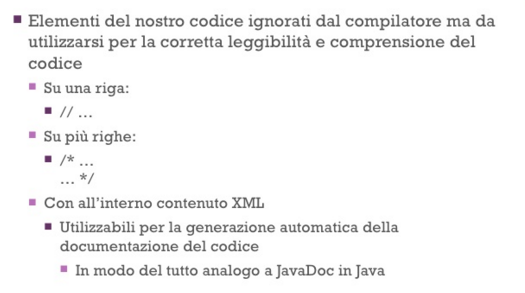 Elementi del nostro codice ignorati dal compilatore ma da
utilizzarsi per la corretta leggibilità e comprensione del
codice
Su una riga:
// …
Su più righe:
/* …
… */
Con all’interno contenuto XML
Utilizzabili per la generazione automatica della
documentazione del codice
In modo del tutto analogo a JavaDoc in Java